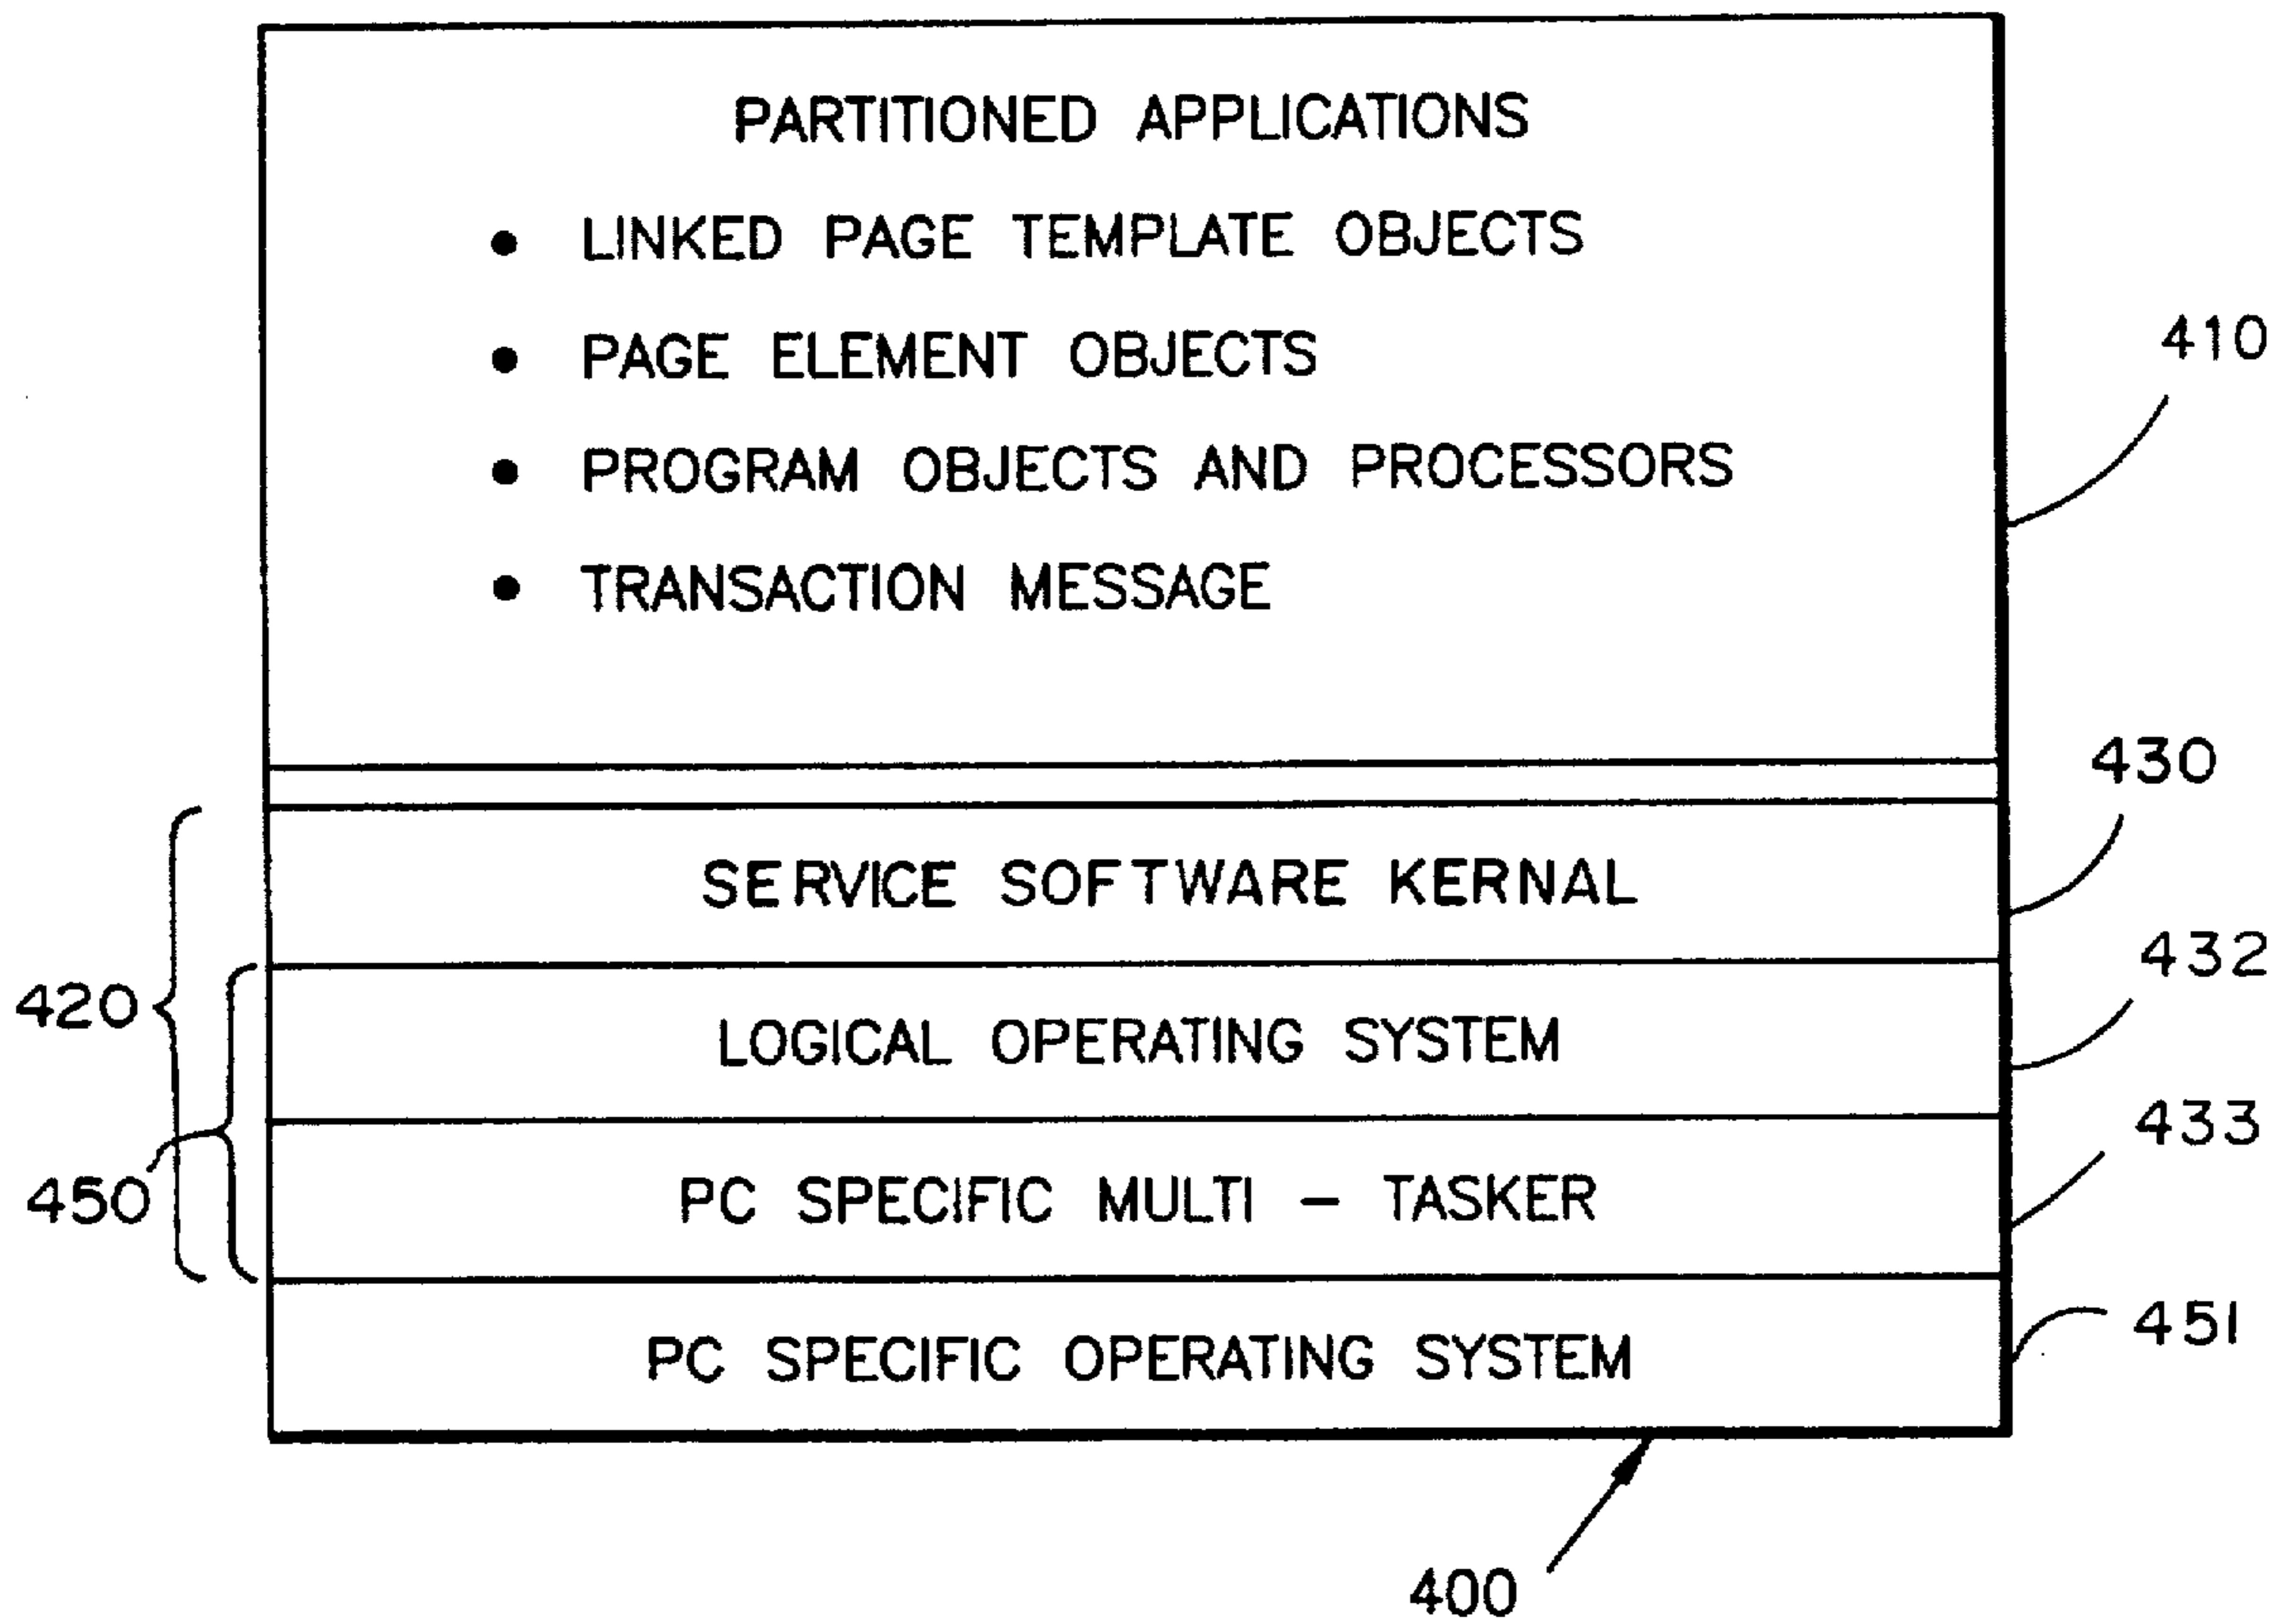 PARTITIONED APPLICATIONS
• LINKED PAGE TEMPLATE OBJECTS
• PAGE ELEMENT OBJECTS
• PROGRAM OBJECTS AND PROCESSORS
• TRANSACTION MESSAGE
410
430
SERVICE SOFTWARE KERNAL
432
420
LOGICAL OPERATING SYSTEM
433
450
PC SPECIFIC MULTI – TASKER
451
PC SPECIFIC OPERATING SYSTEM
400